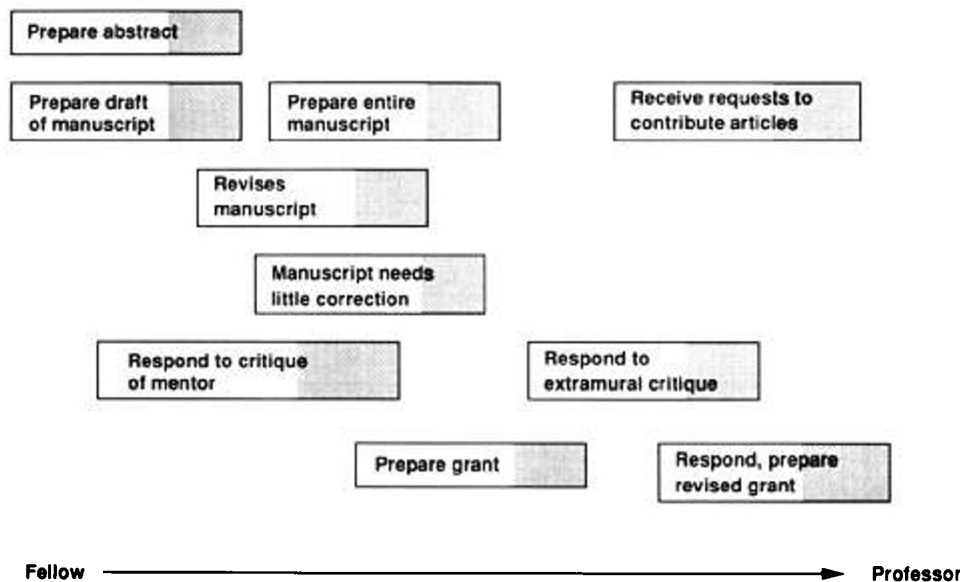 Prepare abstract
Prepare draft
of manuscript
Prepare entire
manuscript
Receive requests to
contribute articles
Revises
manuscript
Manuscript needs
little correction
Respond to critique
of mentor
Respond to
extramural critique
Prepare grant
Respond, prepare
revised grant
Fellow
Professor